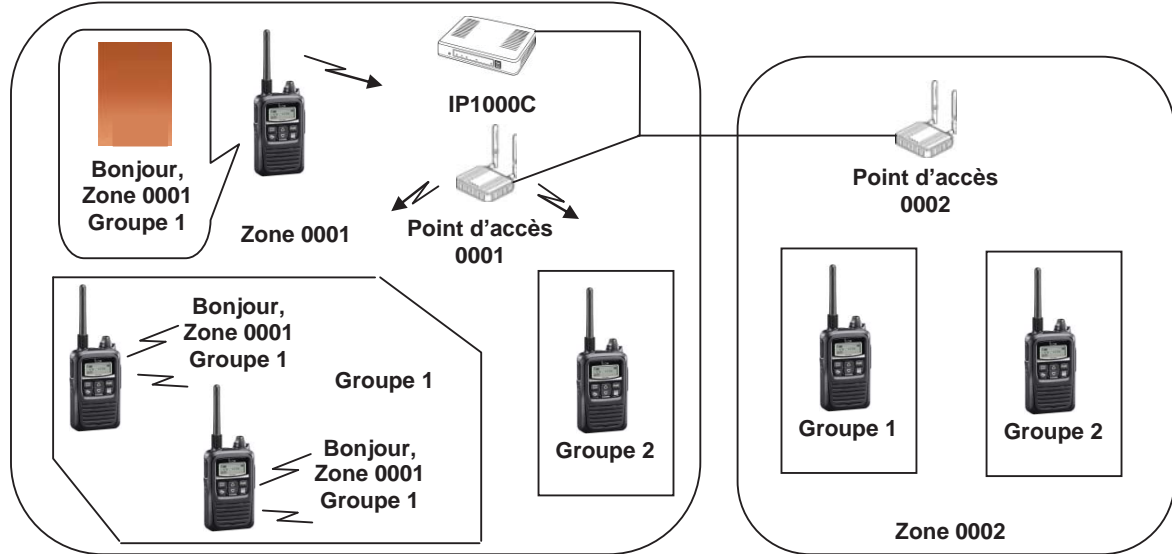 IP1000C
Bonjour,
Zone 0001
Groupe 1
Zone 0001
Point d'accès
0001
Point d'accès
0002
Bonjour,
Zone 0001
Groupe 1
Groupe 1
Bonjour,
Zone 0001
Groupe 1
Groupe 2
Groupe 1
Groupe 2
Zone 0002